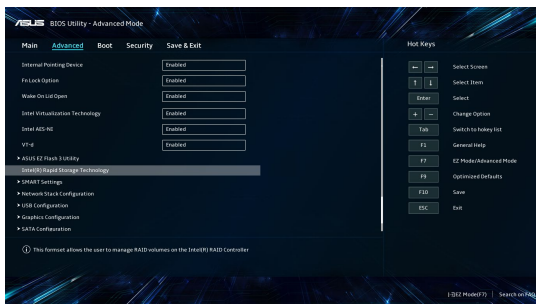 ASUS BIOS Utility - Advanced Mode
Main Advanced Boot Security Save & Exit
Hot Keys
Internal Pointing Device Enabled
Fn Lock Option Enabled
Wake On Lid Open Enabled
Intel Virtualization Technology Enabled
Intel AES-NI Enabled
VT-d Enabled
> ASUS EZ Flash 3 Utility
Intel(R) Rapid Storage Technology
> SMART Settings
> Network Stack Configuration
> USB Configuration
> Graphics Configuration
> SATA Configuration
ⓘ This formset allows the user to manage RAID volumes on the Intel(R) RAID Controller
← → Select Screen
↑ ↓ Select Item
Enter Select
+ − Change Option
Tab Switch to hokey list
F1 General Help
F7 EZ Mode/Advanced Mode
F9 Optimized Defaults
F10 Save
ESC Exit
EZ Mode(F7) | Search on FAQ